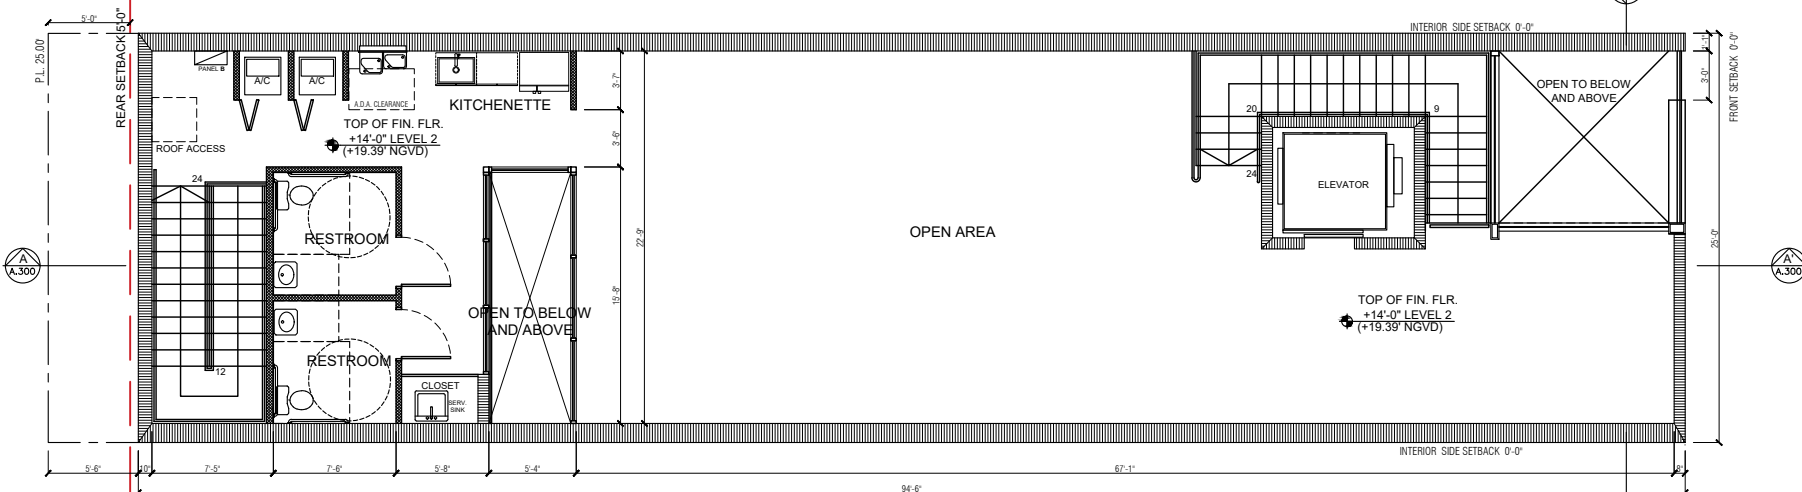 5'-0"
P.L. 25.00'
REAR SETBACK 5'-0"
INTERIOR SIDE SETBACK 0'-0"
FRONT SETBACK 0'-0"
1'-1"
3'-0"
25'-0"
PANEL B
A/C
A/C
A.D.A. CLEARANCE
KITCHENETTE
3'-7"
3'-6"
22'-9"
15'-8"
TOP OF FIN. FLR.
+14'-0" LEVEL 2
(+19.39' NGVD)
ROOF ACCESS
24
12
RESTROOM
RESTROOM
OPEN TO BELOW
AND ABOVE
CLOSET
SERV.
SINK
OPEN AREA
20
9
24
ELEVATOR
OPEN TO BELOW
AND ABOVE
TOP OF FIN. FLR.
+14'-0" LEVEL 2
(+19.39' NGVD)
A
A.300
A'
A.300
INTERIOR SIDE SETBACK 0'-0"
5'-6"
10"
7'-5"
7'-6"
5'-8"
5'-4"
67'-1"
8"
94'-6"